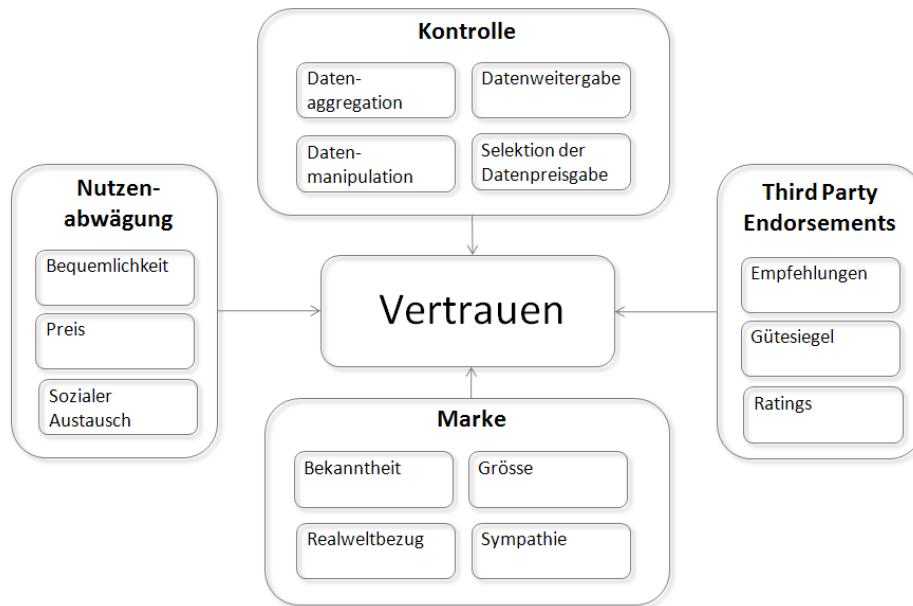 Kontrolle
Daten-
aggregation
Datenweitergabe
Daten-
manipulation
Selektion der
Datenpreisgabe
Nutzen-
abwägung
Bequemlichkeit
Preis
Sozialer
Austausch
Vertrauen
Third Party
Endorsements
Empfehlungen
Gütesiegel
Ratings
Marke
Bekanntheit
Grösse
Realweltbezug
Sympathie